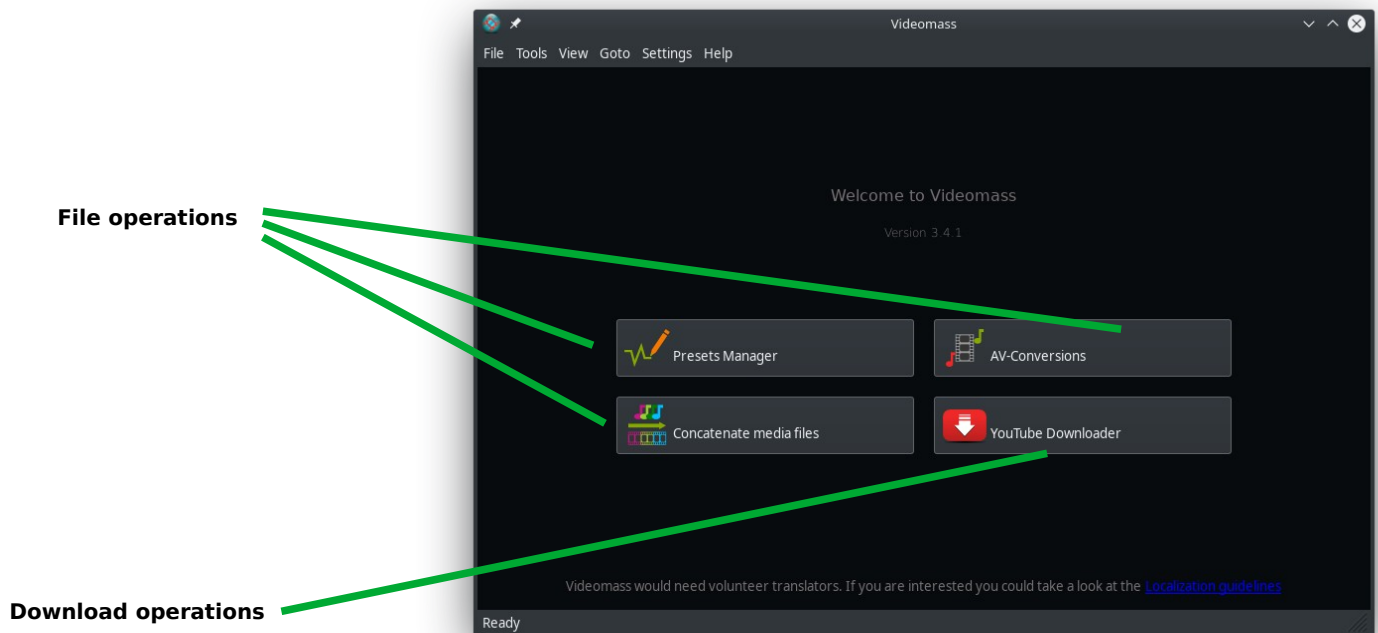 Videomass
File Tools View Goto Settings Help
Welcome to Videomass
Version 3.4.1
File operations
Presets Manager
AV-Conversions
Concatenate media files
YouTube Downloader
Videomass would need volunteer translators. If you are interested you could take a look at the Localization guidelines
Download operations
Ready